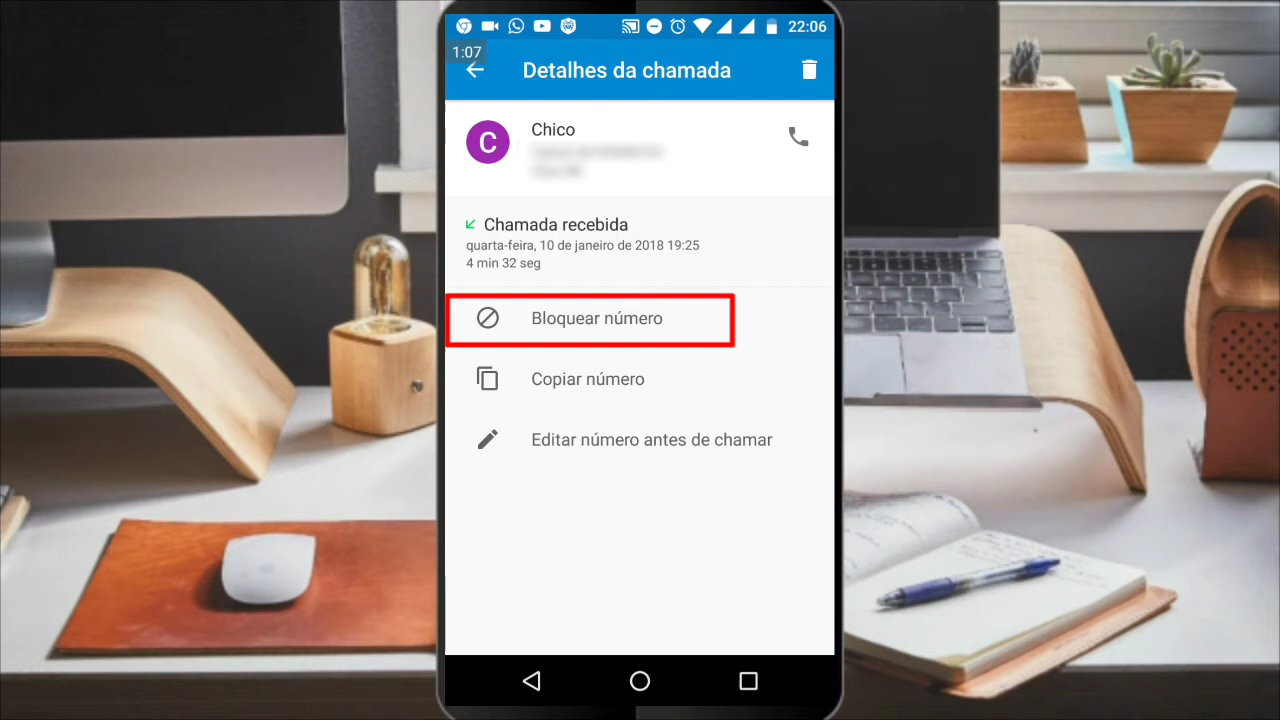 22:06
1:07
Detalhes da chamada
C
Chico
Chamada recebida
quarta-feira, 10 de janeiro de 2018 19:25
4 min 32 seg
Bloquear número
Copiar número
Editar número antes de chamar